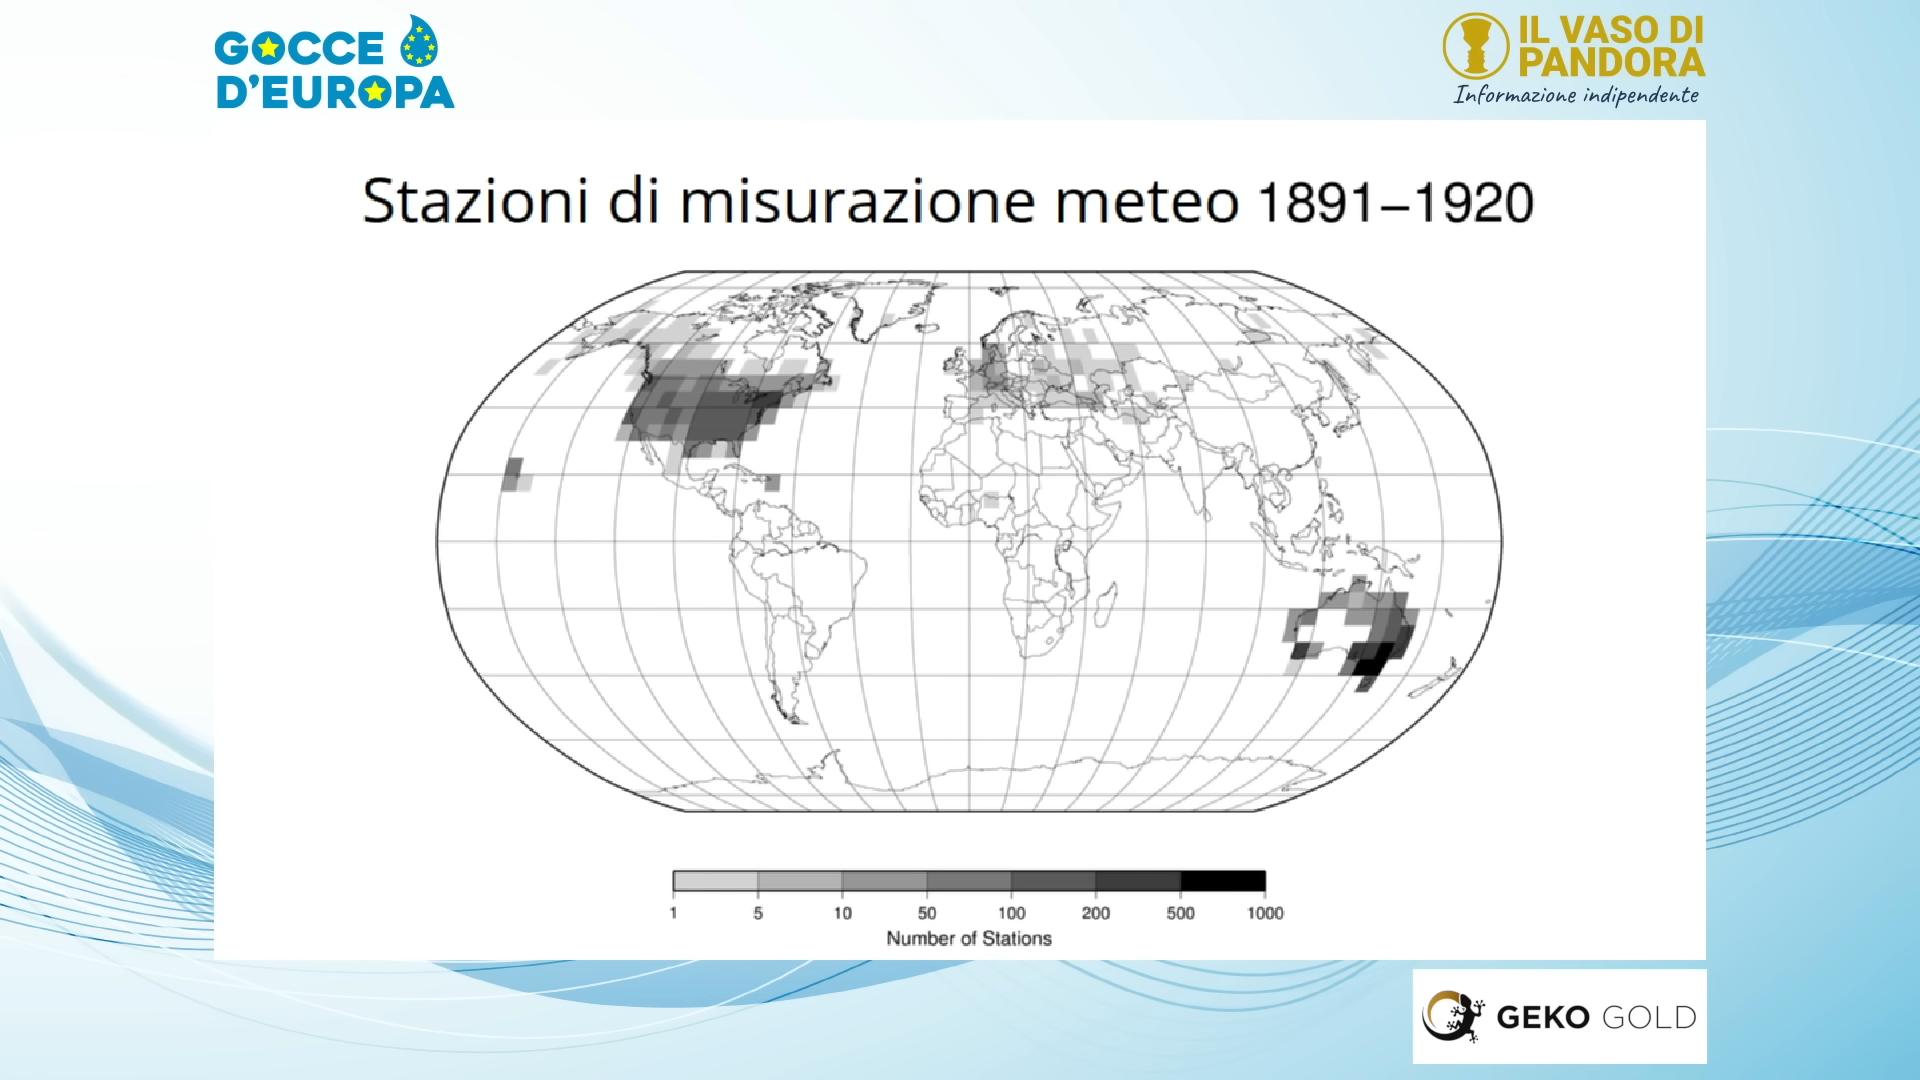 GOCCE
D'EUROPA
IL VASO DI
PANDORA
Informazione indipendente
Stazioni di misurazione meteo 1891–1920
1 5 10 50 100 200 500 1000
Number of Stations
GEKO GOLD